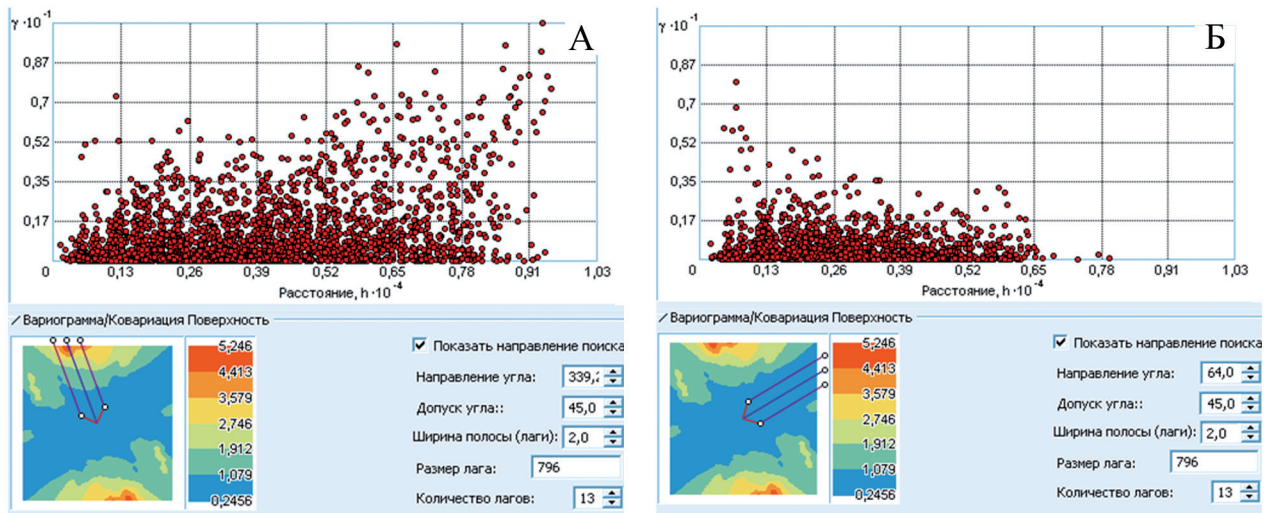 γ·10⁻¹
А
0,87
0,7
0,52
0,35
0,17
0 0,13 0,26 0,39 0,52 0,65 0,78 0,91 1,03
Расстояние, h·10⁻⁴
Вариограмма/Ковариация Поверхность
5,246
4,413
3,579
2,746
1,912
1,079
0,2456
Показать направление поиска
Направление угла: 339,
Допуск угла:: 45,0
Ширина полосы (лаги): 2,0
Размер лага: 796
Количество лагов: 13
γ·10⁻¹
Б
0,87
0,7
0,52
0,35
0,17
0 0,13 0,26 0,39 0,52 0,65 0,78 0,91 1,03
Расстояние, h·10⁻⁴
Вариограмма/Ковариация Поверхность
5,246
4,413
3,579
2,746
1,912
1,079
0,2456
Показать направление поиска
Направление угла: 64,0
Допуск угла:: 45,0
Ширина полосы (лаги): 2,0
Размер лага: 796
Количество лагов: 13